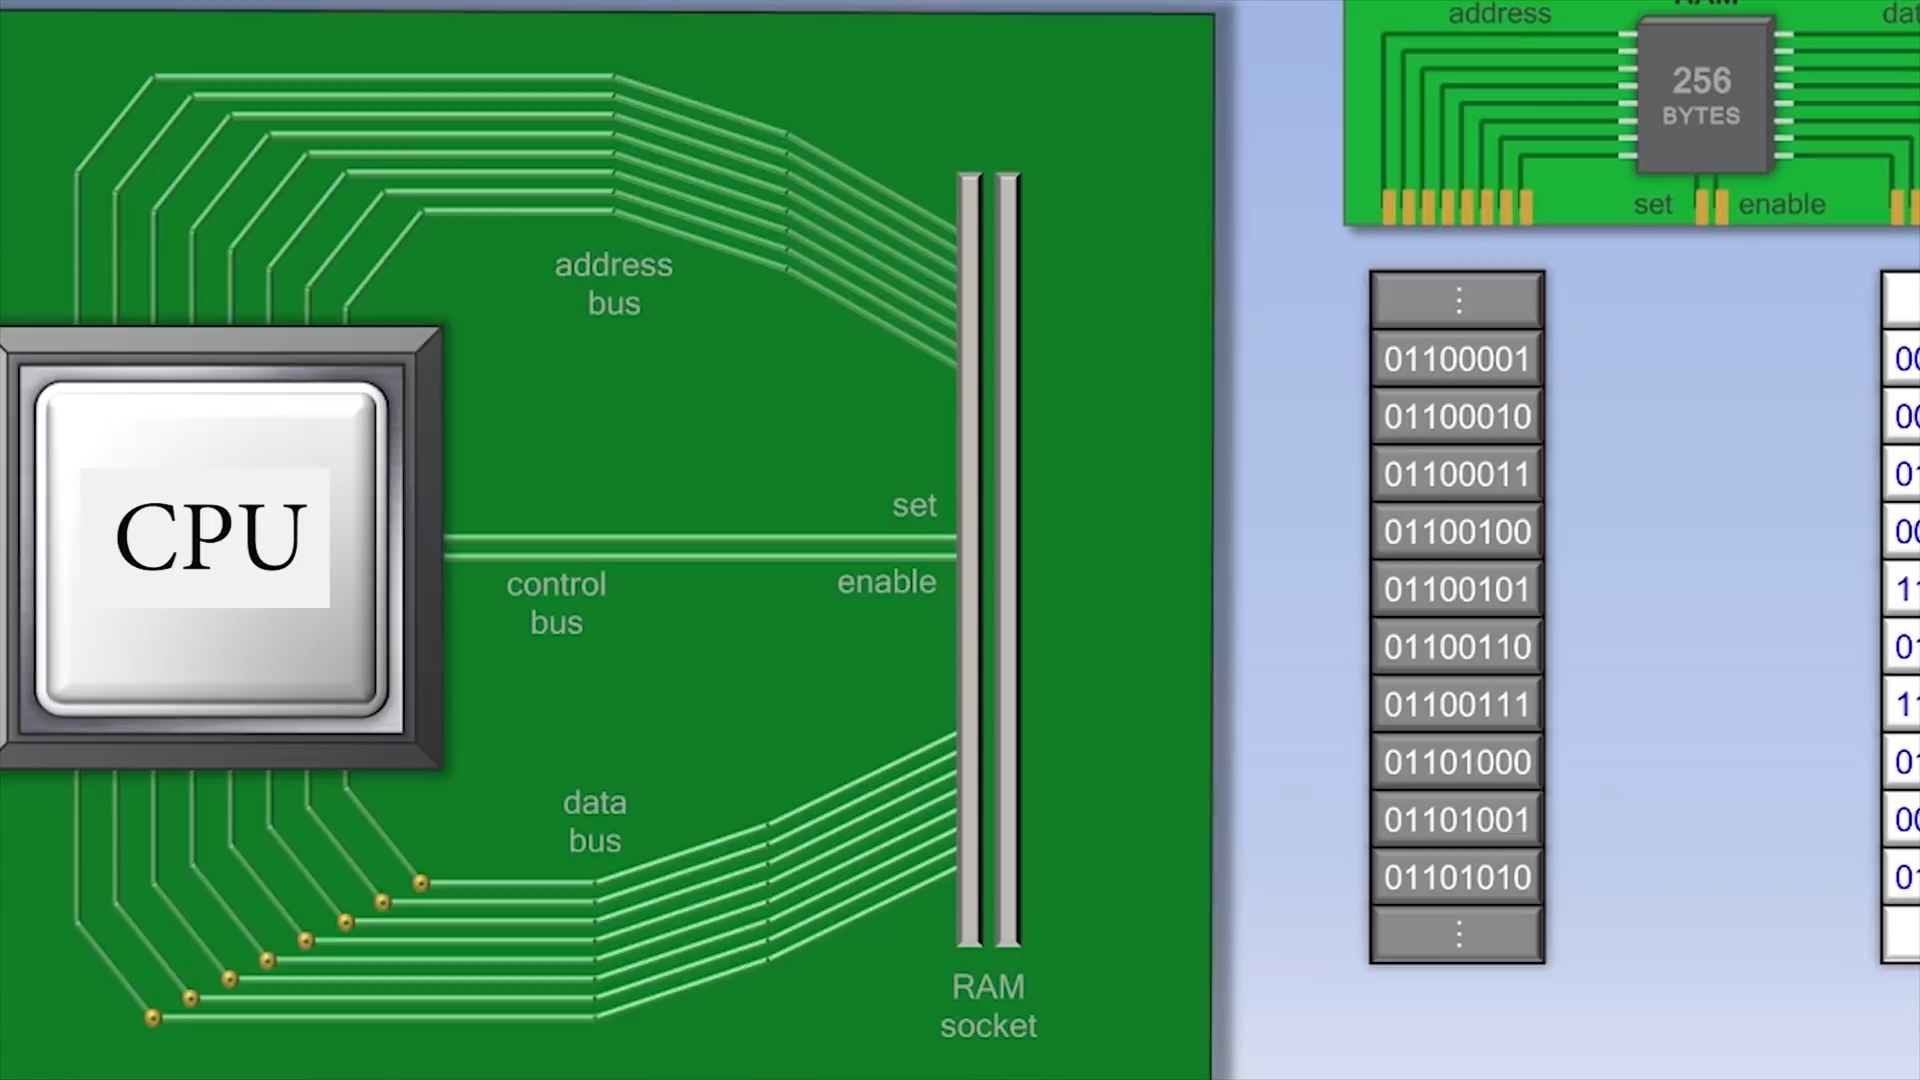 address
256
BYTES
set
enable
address
bus
CPU
set
control
bus
enable
data
bus
RAM
socket
⋮
01100001
01100010
01100011
01100100
01100101
01100110
01100111
01101000
01101001
01101010
⋮